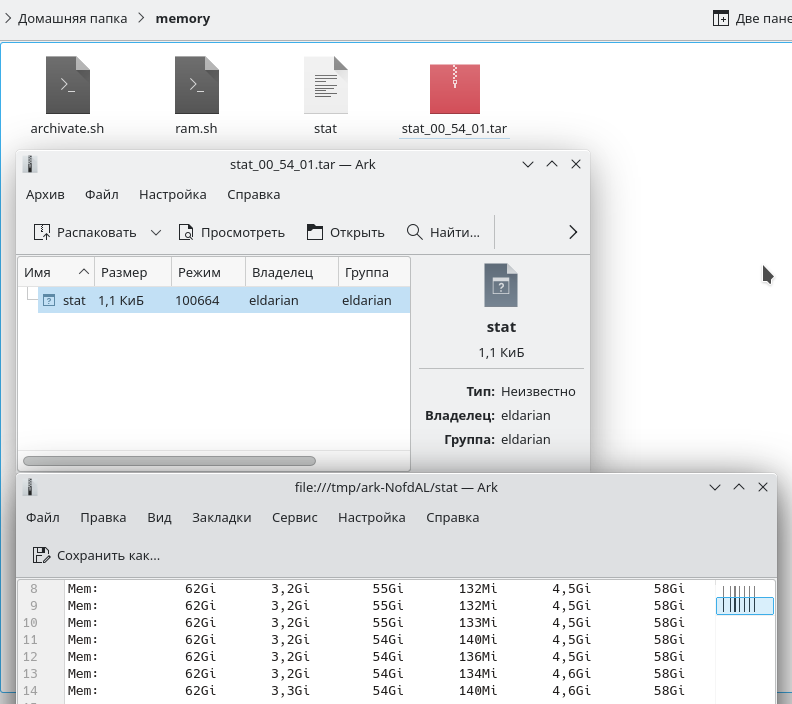 Домашняя папка memory Две пане
archivate.sh ram.sh stat stat_00_54_01.tar
stat_00_54_01.tar — Ark
Архив Файл Настройка Справка
Распаковать Просмотреть Открыть Найти...
Имя Размер Режим Владелец Группа
stat 1,1 КиБ 100664 eldarian eldarian
stat
1,1 КиБ
Тип: Неизвестно
Владелец: eldarian
Группа: eldarian
file:///tmp/ark-NofdAL/stat — Ark
Файл Правка Вид Закладки Сервис Настройка Справка
Сохранить как...
8 Mem: 62Gi 3,2Gi 55Gi 132Mi 4,5Gi 58Gi
9 Mem: 62Gi 3,2Gi 55Gi 132Mi 4,5Gi 58Gi
10 Mem: 62Gi 3,2Gi 55Gi 133Mi 4,5Gi 58Gi
11 Mem: 62Gi 3,2Gi 54Gi 140Mi 4,5Gi 58Gi
12 Mem: 62Gi 3,2Gi 54Gi 136Mi 4,5Gi 58Gi
13 Mem: 62Gi 3,2Gi 54Gi 134Mi 4,6Gi 58Gi
14 Mem: 62Gi 3,3Gi 54Gi 140Mi 4,6Gi 58Gi